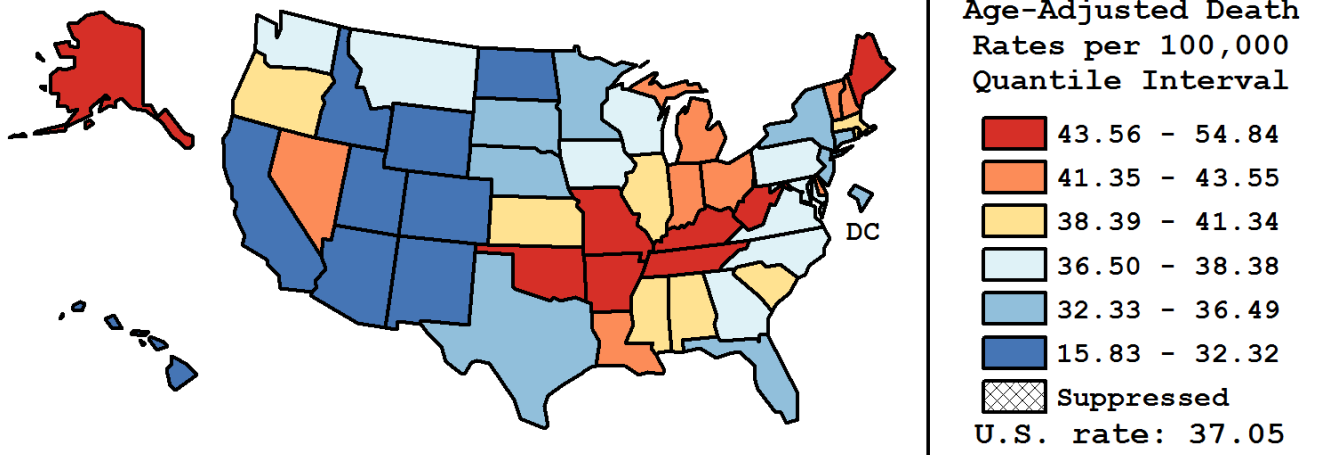 Age-Adjusted Death
Rates per 100,000
Quantile Interval
43.56 - 54.84
41.35 - 43.55
38.39 - 41.34
36.50 - 38.38
32.33 - 36.49
15.83 - 32.32
Suppressed
U.S. rate: 37.05
DC